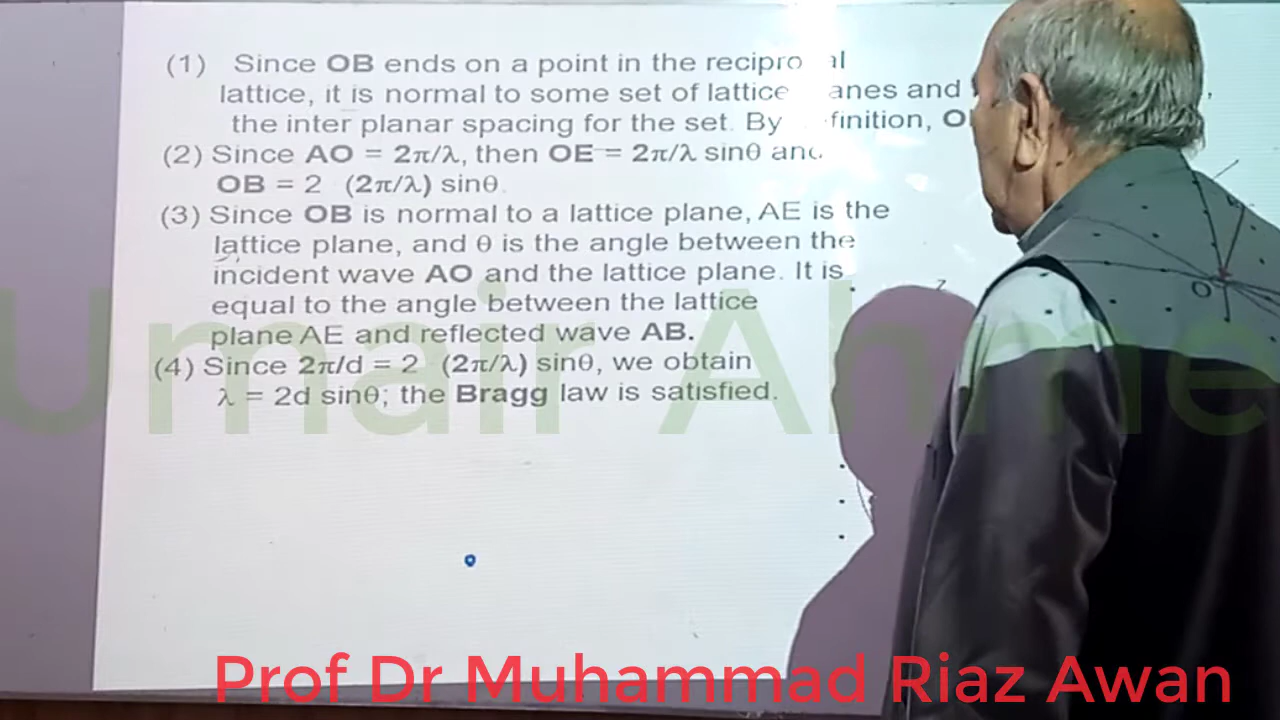 (1) Since OB ends on a point in the
lattice, it is normal to some set of lattice and
the inter planar spacing for the set. By
(2) Since AO = 2π/λ, then OE = 2π/λ sinθ and
OB = 2 (2π/λ) sinθ.
(3) Since OB is normal to a lattice plane, AE is the
lattice plane, and θ is the angle between the
incident wave AO and the lattice plane. It is
equal to the angle between the lattice
plane AE and reflected wave AB.
(4) Since 2π/d = 2 (2π/λ) sinθ, we obtain
λ = 2d sinθ; the Bragg law is satisfied.
Umair Ahme
O
Prof Dr Muhammad Riaz Awan